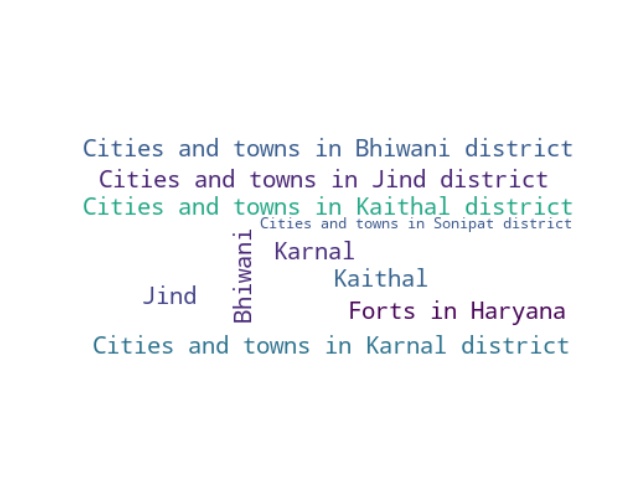 Cities and towns in Bhiwani district
Cities and towns in Jind district
Cities and towns in Kaithal district
Cities and towns in Sonipat district
Bhiwani
Karnal
Kaithal
Jind
Forts in Haryana
Cities and towns in Karnal district